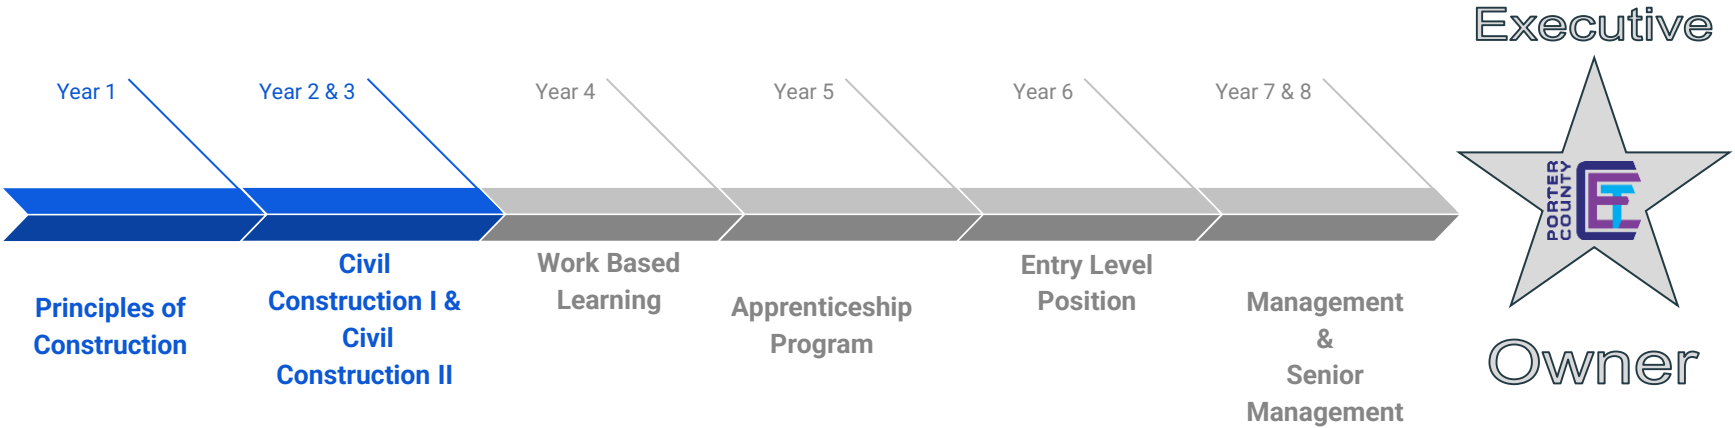 Executive
Year 1
Year 2 & 3
Year 4
Year 5
Year 6
Year 7 & 8
PORTER
COUNTY
CET
Principles of
Construction
Civil
Construction I &
Civil
Construction II
Work Based
Learning
Apprenticeship
Program
Entry Level
Position
Management
&
Senior
Management
Owner